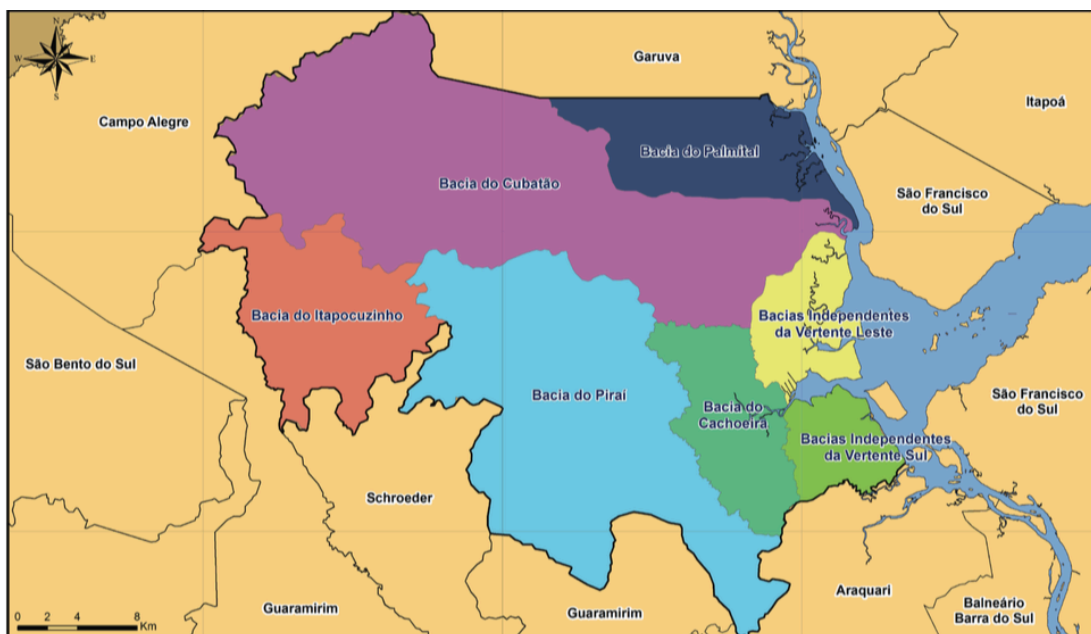 N
W
E
S
Garuva
Itapoá
Campo Alegre
Bacia do Palmital
Bacia do Cubatão
São Francisco
do Sul
Bacia do Itapocuzinho
Bacias Independentes
da Vertente Leste
São Bento do Sul
Bacia do Piraí
São Francisco
do Sul
Bacia do
Cachoeira
Bacias Independentes
da Vertente Sul
Schroeder
Araquari
Guaramirim
Guaramirim
Balneário
Barra do Sul
0 2 4 8
Km